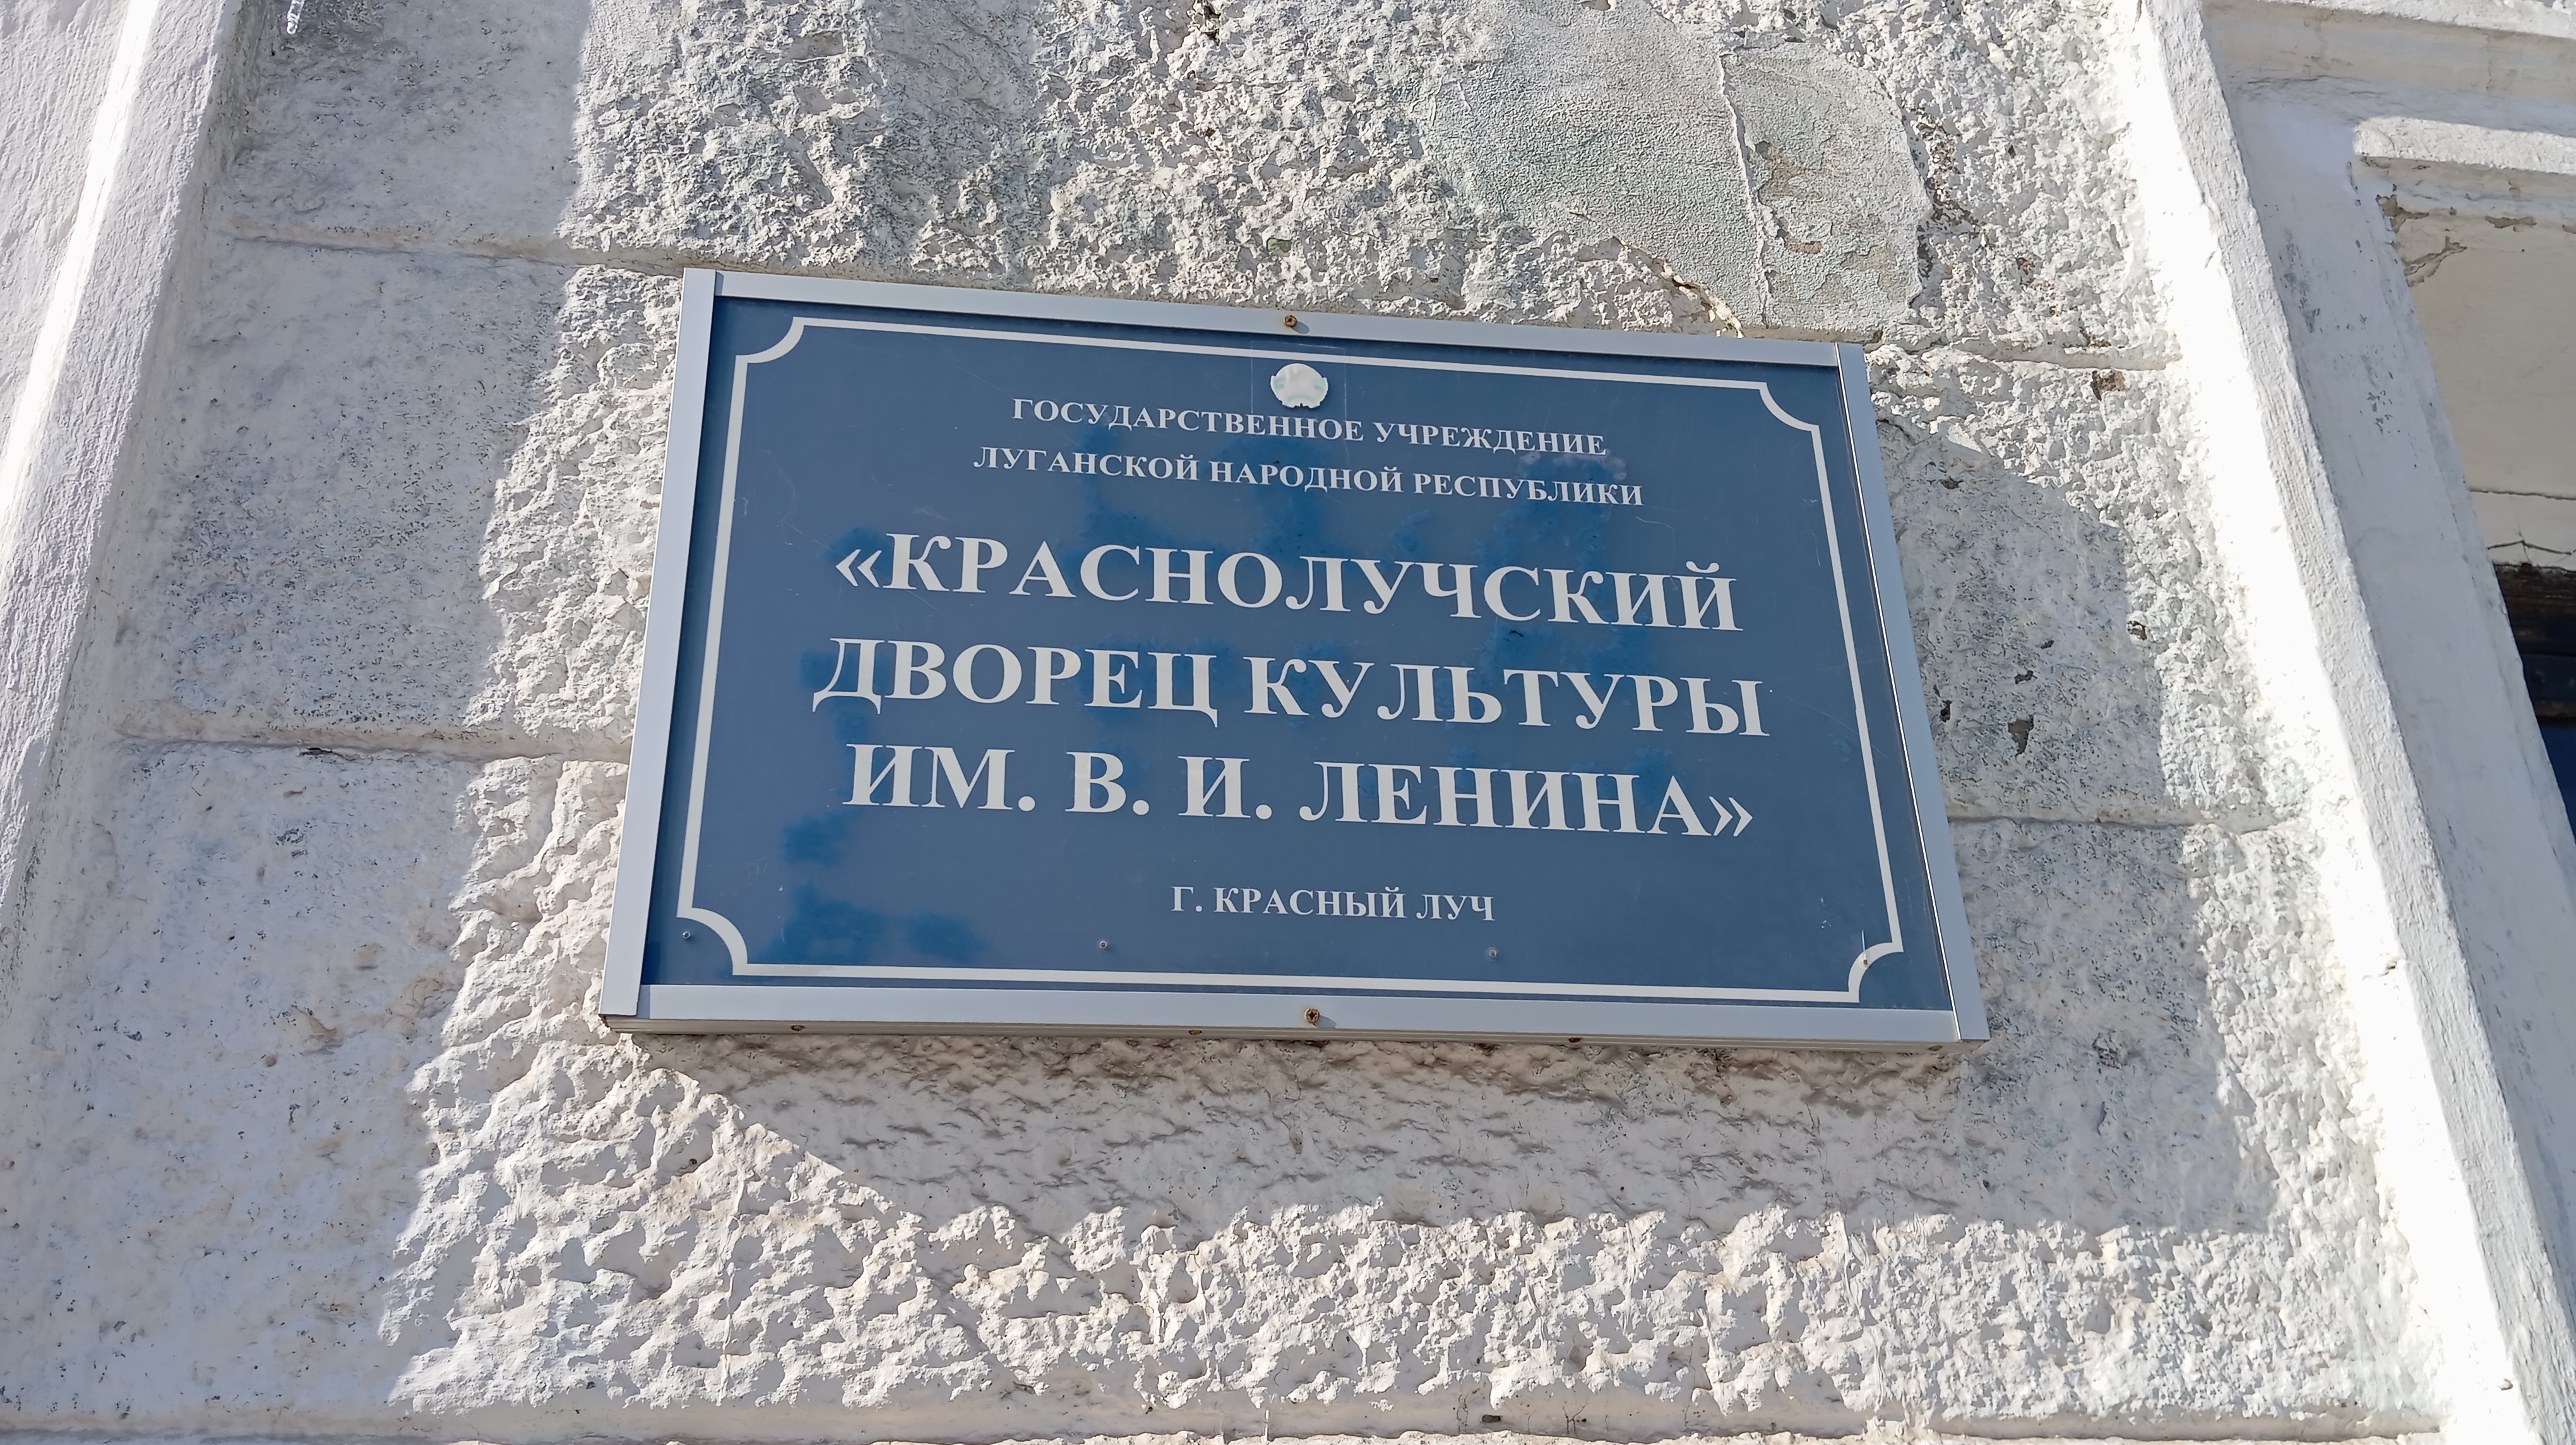 ГОСУДАРСТВЕННОЕ УЧРЕЖДЕНИЕ
ЛУГАНСКОЙ НАРОДНОЙ РЕСПУБЛИКИ
«КРАСНОЛУЧСКИЙ
ДВОРЕЦ КУЛЬТУРЫ
ИМ. В. И. ЛЕНИНА»
Г. КРАСНЫЙ ЛУЧ